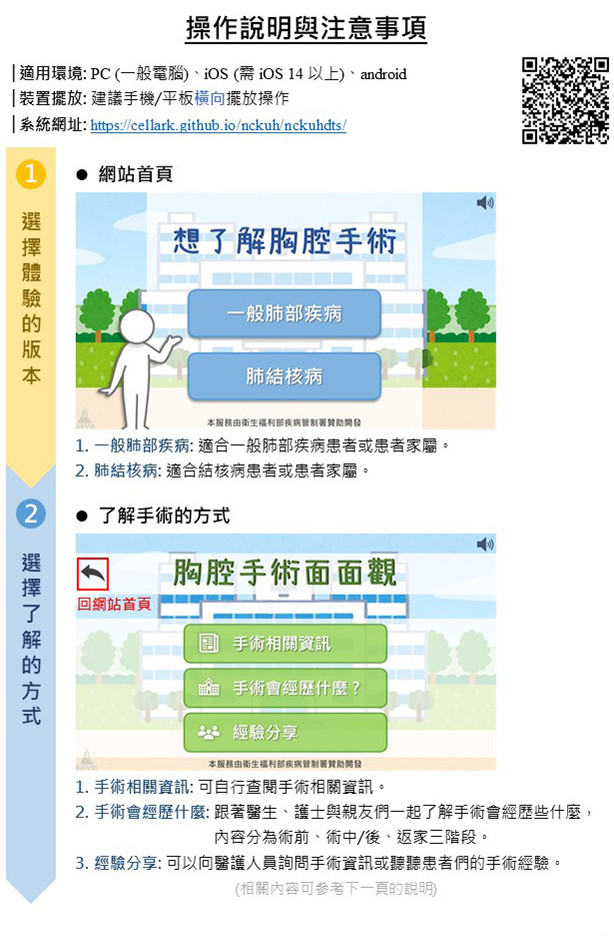 操作說明與注意事項
|適用環境: PC (一般電腦)、iOS (需 iOS 14 以上)、android
|裝置擺放: 建議手機/平板橫向擺放操作
|系統網址: https://cellark.github.io/nckuh/nckuhdts/
1 選擇體驗的版本
● 網站首頁
想了解胸腔手術
一般肺部疾病
肺結核病
本服務由衛生福利部疾病管制署贊助開發
1. 一般肺部疾病: 適合一般肺部疾病患者或患者家屬。
2. 肺結核病: 適合結核病患者或患者家屬。
2 選擇了解的方式
● 了解手術的方式
胸腔手術面面觀
回網站首頁
手術相關資訊
手術會經歷什麼？
經驗分享
本服務由衛生福利部疾病管制署贊助開發
1. 手術相關資訊: 可自行查閱手術相關資訊。
2. 手術會經歷什麼: 跟著醫生、護士與親友們一起了解手術會經歷些什麼，
內容分為術前、術中/後、返家三階段。
3. 經驗分享: 可以向醫護人員詢問手術資訊或聽聽患者們的手術經驗。
(相關內容可參考下一頁的說明)